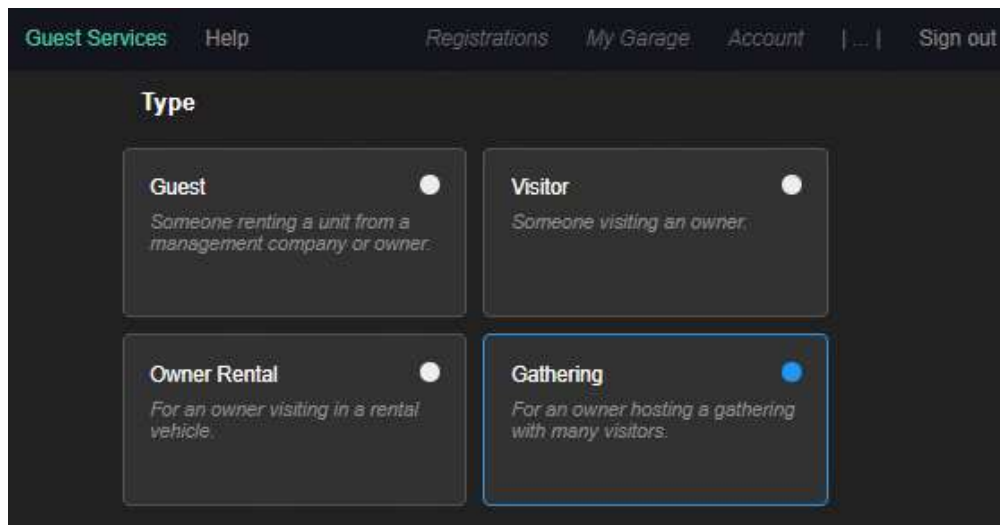 Guest Services Help Registrations My Garage Account | ... | Sign out
Type
Guest
Someone renting a unit from a
management company or owner.
Visitor
Someone visiting an owner.
Owner Rental
For an owner visiting in a rental
vehicle.
Gathering
For an owner hosting a gathering
with many visitors.